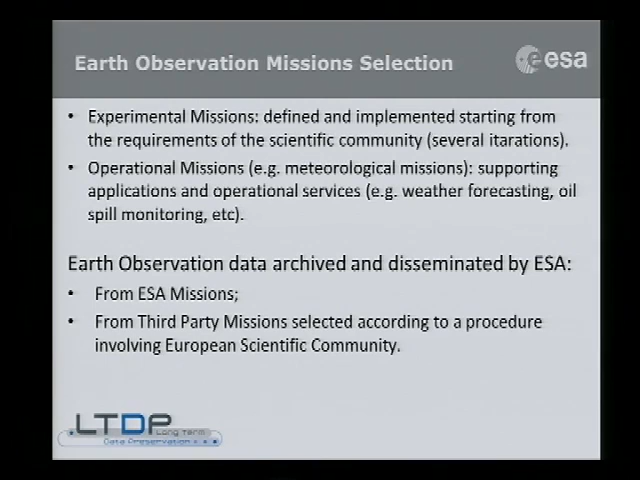 Earth Observation Missions Selection
esa
• Experimental Missions: defined and implemented starting from
the requirements of the scientific community (several itarations).
• Operational Missions (e.g. meteorological missions): supporting
applications and operational services (e.g. weather forecasting, oil
spill monitoring, etc).
Earth Observation data archived and disseminated by ESA:
• From ESA Missions;
• From Third Party Missions selected according to a procedure
involving European Scientific Community.
LTDP
Long Term
Data Preservation